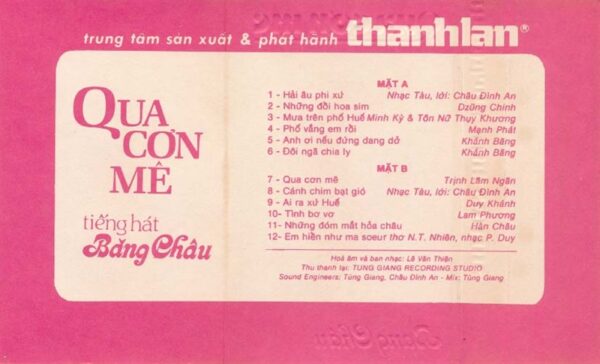 trung tâm sản xuất & phát hành thanhlan®
QUA
CƠN
MÊ
tiếng hát
Băng Châu
MẶT A
1 - Hải âu phi xứ Nhạc Tàu, lời: Châu Đình An
2 - Những đồi hoa sim Dzũng Chinh
3 - Mưa trên phố Huế Minh Kỳ & Tôn Nữ Thụy Khương
4 - Phố vắng em rồi Mạnh Phát
5 - Anh ơi nếu đừng dang dở Khánh Băng
6 - Đôi ngã chia ly Khánh Băng
MẶT B
7 - Qua cơn mê Trịnh Lâm Ngân
8 - Cánh chim bạt gió Nhạc Tàu, lời: Châu Đình An
9 - Ai ra xứ Huế Duy Khánh
10- Tình bơ vơ Lam Phương
11- Những đóm mắt hỏa châu Hàn Châu
12- Em hiền như ma soeur thơ N.T. Nhiên, nhạc P. Duy
Hoà âm và ban nhạc: Lê Văn Thiện
Thu thanh tại: TUNG GIANG RECORDING STUDIO
Sound Engineers: Tùng Giang, Châu Đình An - Mix: Tùng Giang
Băng Châu